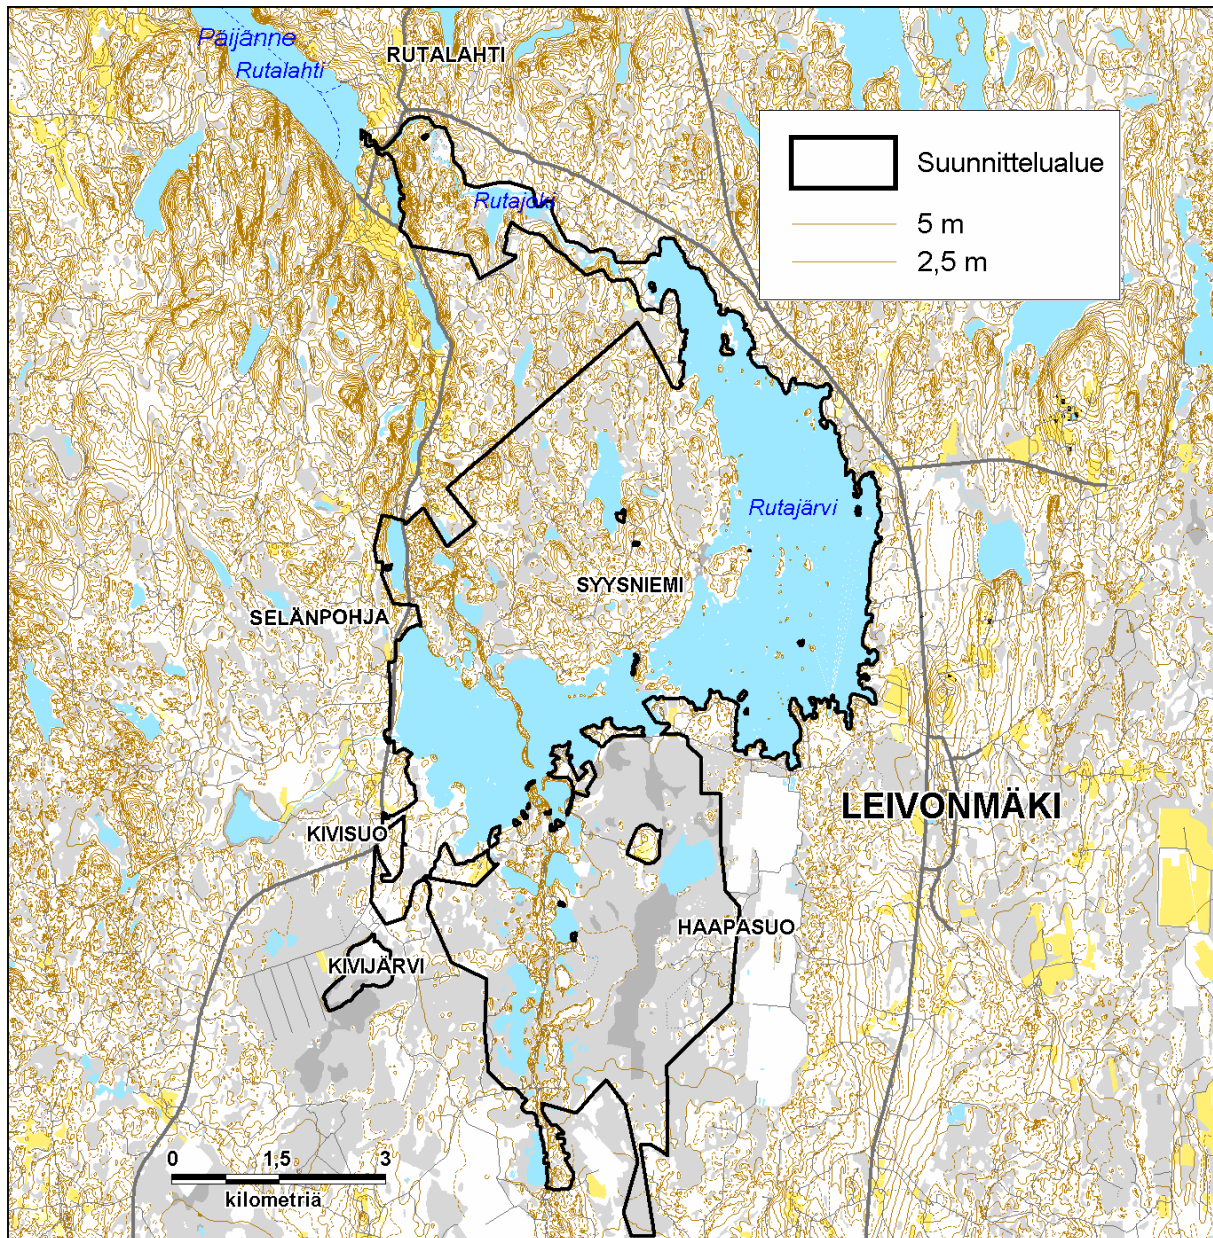 Päijänne
Rutalahti
RUTALAHTI
Suunnittelualue
5 m
2,5 m
Rutajoki
Rutajärvi
SYYSNIEMI
SELÄNPOHJA
LEIVONMÄKI
KIVISUO
HAAPASUO
KIVIJÄRVI
0 1,5 3
kilometriä